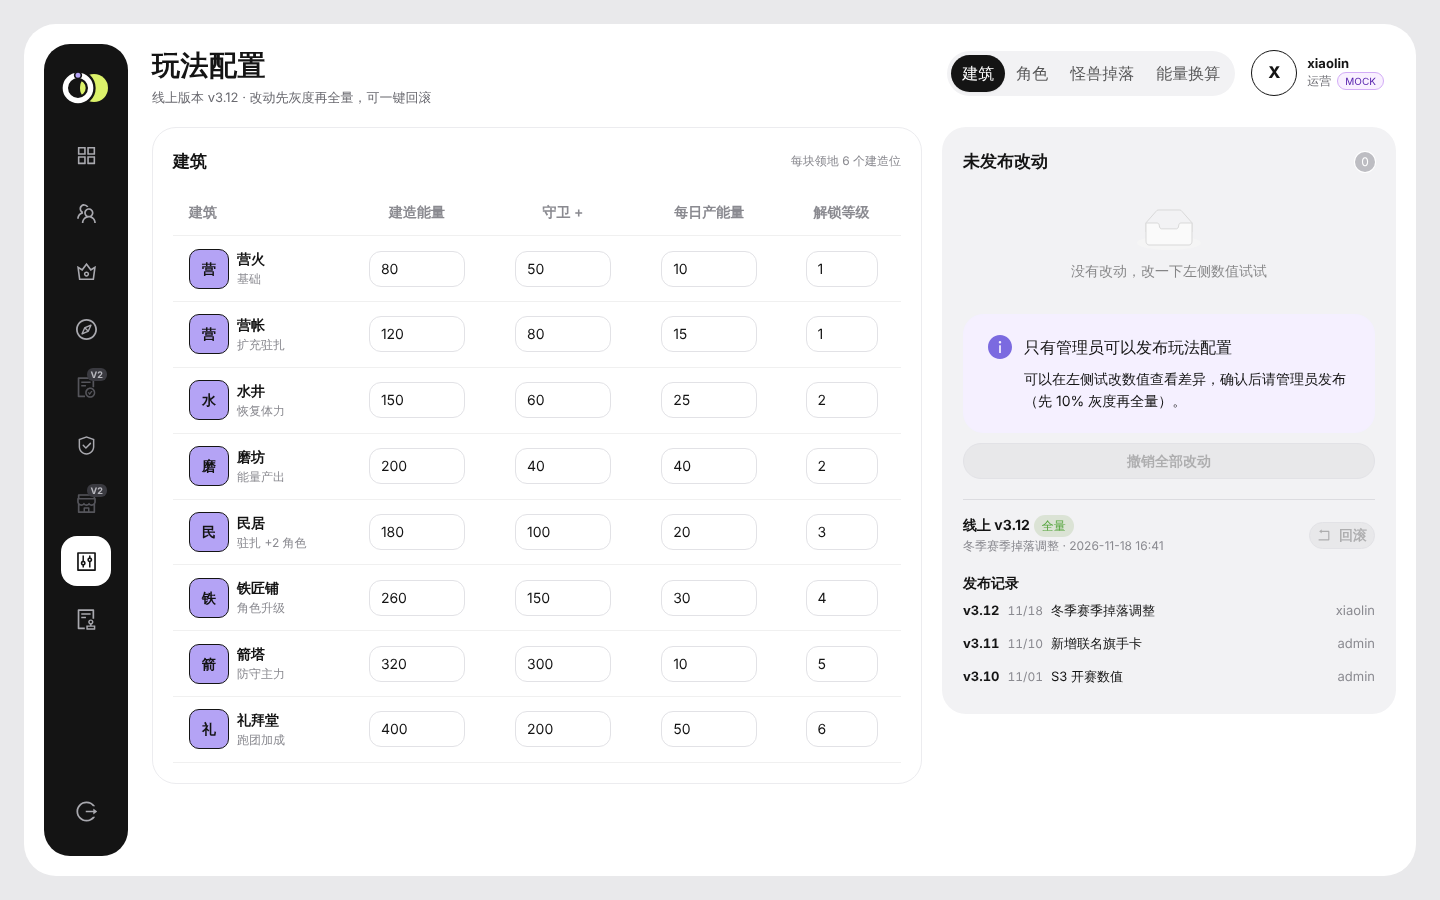 玩法配置
线上版本 v3.12 · 改动先灰度再全量，可一键回滚
建筑 角色 怪兽掉落 能量换算
X
xiaolin
运营 MOCK
V2
V2
建筑
每块领地 6 个建造位
建筑 建造能量 守卫 + 每日产能量 解锁等级
营 营火 基础 80 50 10 1
营 营帐 扩充驻扎 120 80 15 1
水 水井 恢复体力 150 60 25 2
磨 磨坊 能量产出 200 40 40 2
民 民居 驻扎 +2 角色 180 100 20 3
铁 铁匠铺 角色升级 260 150 30 4
箭 箭塔 防守主力 320 300 10 5
礼 礼拜堂 跑团加成 400 200 50 6
未发布改动 0
没有改动，改一下左侧数值试试
只有管理员可以发布玩法配置
可以在左侧试改数值查看差异，确认后请管理员发布
（先 10% 灰度再全量）。
撤销全部改动
线上 v3.12 全量
冬季赛季掉落调整 · 2026-11-18 16:41
回滚
发布记录
v3.12 11/18 冬季赛季掉落调整 xiaolin
v3.11 11/10 新增联名旗手卡 admin
v3.10 11/01 S3 开赛数值 admin